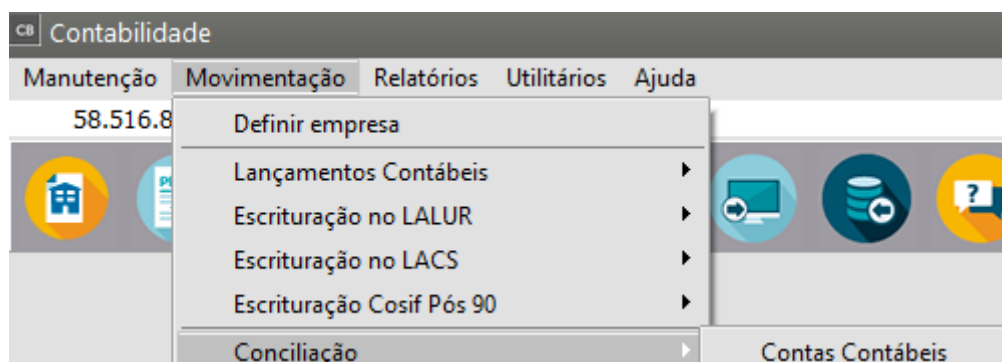 CB Contabilidade
Manutenção Movimentação Relatórios Utilitários Ajuda
58.516.8
Definir empresa
Lançamentos Contábeis
Escrituração no LALUR
Escrituração no LACS
Escrituração Cosif Pós 90
Conciliação Contas Contábeis